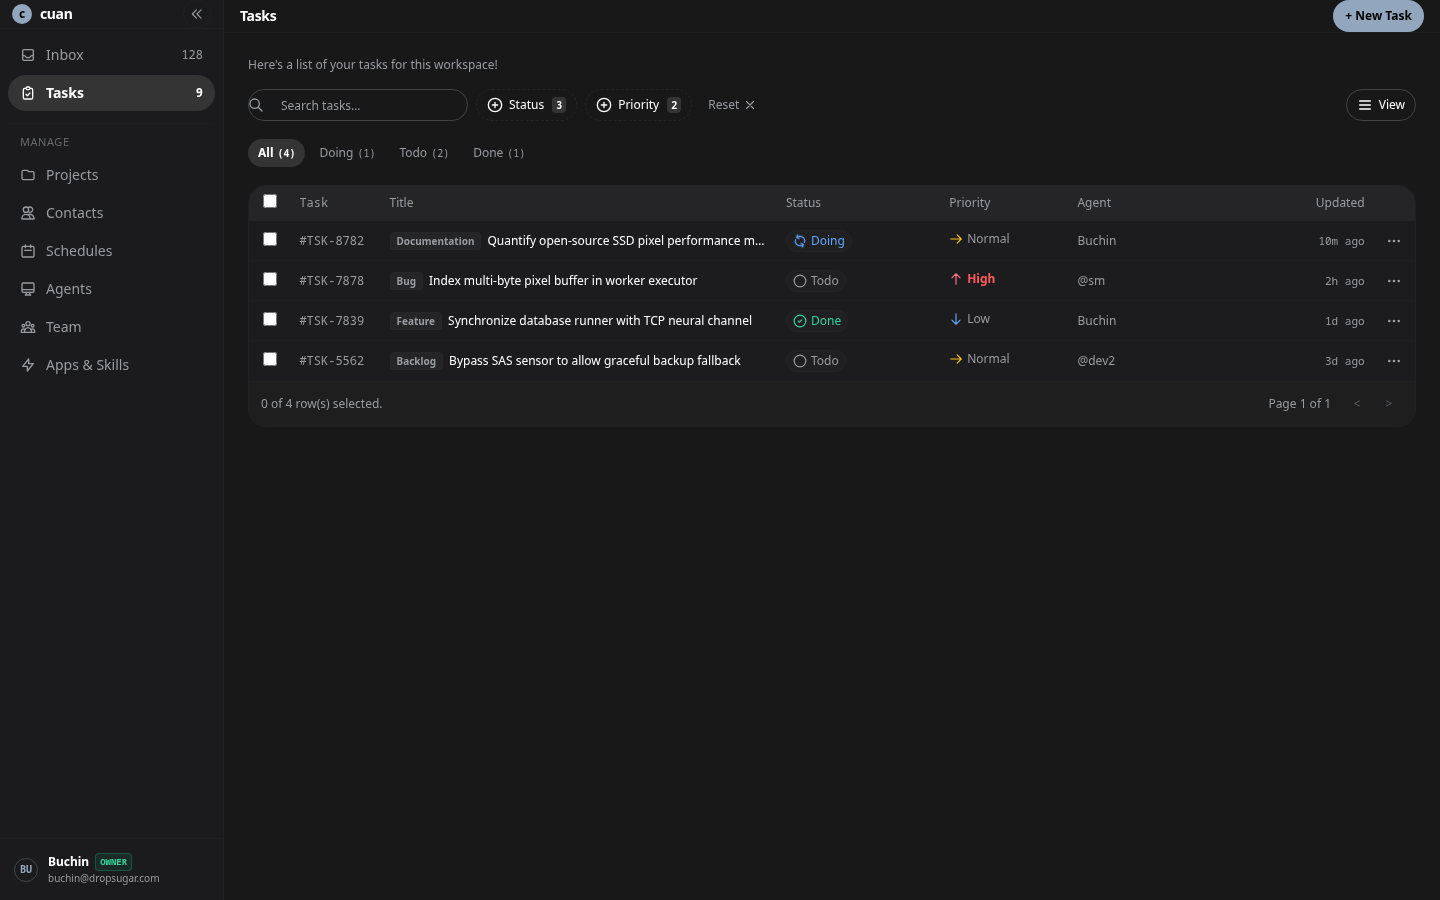 c cuan
Inbox 128
Tasks 9
MANAGE
Projects
Contacts
Schedules
Agents
Team
Apps & Skills
BU
Buchin OWNER
buchin@dropsugar.com
Tasks
+ New Task
Here's a list of your tasks for this workspace!
Search tasks... Status 3 Priority 2 Reset View
All (4) Doing (1) Todo (2) Done (1)
Task Title Status Priority Agent Updated
#TSK-8782 Documentation Quantify open-source SSD pixel performance m... Doing Normal Buchin 10m ago
#TSK-7878 Bug Index multi-byte pixel buffer in worker executor Todo High @sm 2h ago
#TSK-7839 Feature Synchronize database runner with TCP neural channel Done Low Buchin 1d ago
#TSK-5562 Backlog Bypass SAS sensor to allow graceful backup fallback Todo Normal @dev2 3d ago
0 of 4 row(s) selected. Page 1 of 1 < >